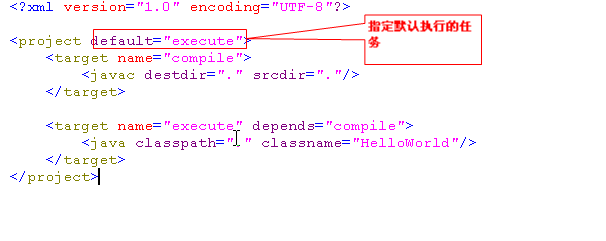 <?xml version="1.0" encoding="UTF-8"?>
指定默认执行的任
务
<project default="execute">
<target name="compile">
<javac destdir="." srcdir="."/>
</target>
<target name="execute" depends="compile">
<java classpath="." classname="HelloWorld"/>
</target>
</project>